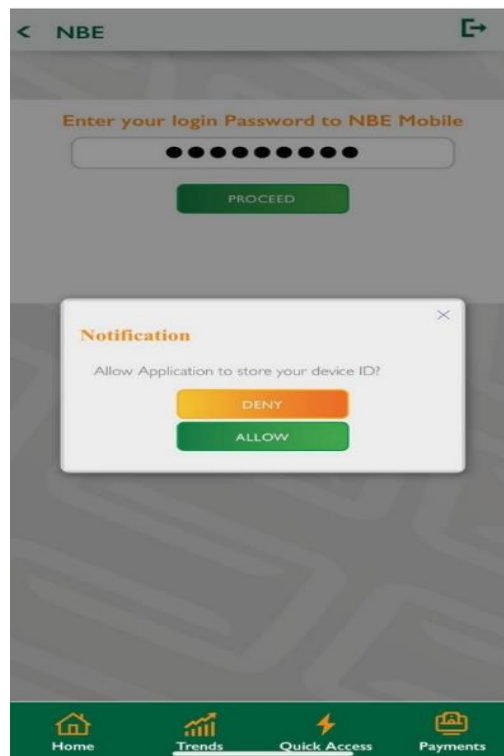 NBE
Enter your login Password to NBE Mobile
PROCEED
Notification
Allow Application to store your device ID?
DENY
ALLOW
Home Trends Quick Access Payments